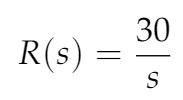 R(s) = 30/s